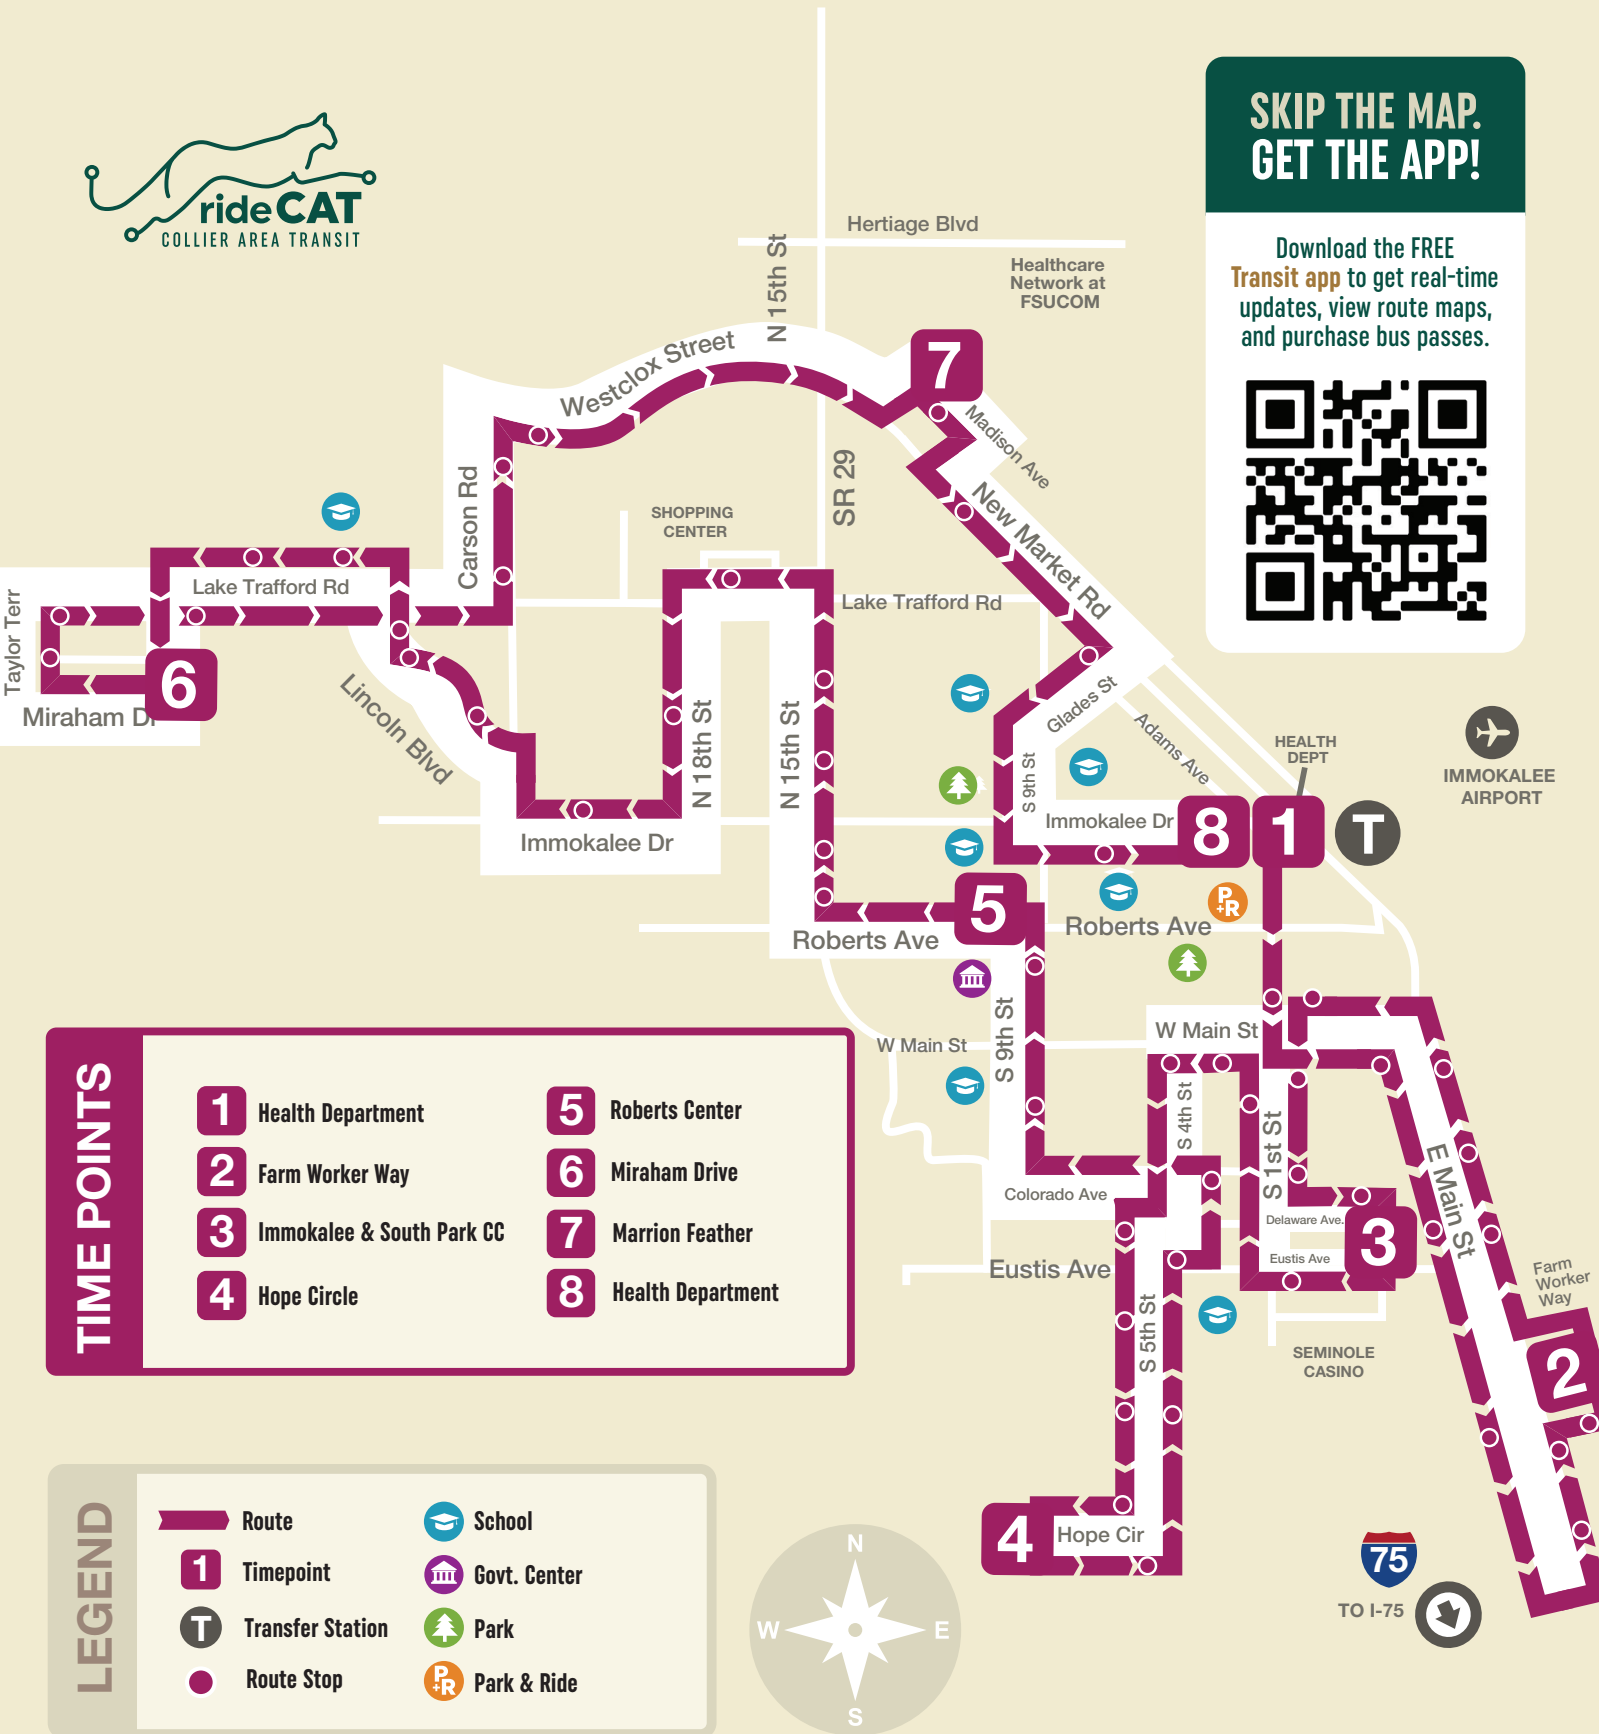 rideCAT
COLLIER AREA TRANSIT
SKIP THE MAP.
GET THE APP!
Download the FREE
Transit app to get real-time
updates, view route maps,
and purchase bus passes.
Hertiage Blvd
N 15th St
Healthcare
Network at
FSUCOM
Westclox Street
7
Madison Ave
SR 29
Carson Rd
SHOPPING
CENTER
New Market Rd
Lake Trafford Rd
Lake Trafford Rd
Taylor Terr
6
Miraham Dr
Lincoln Blvd
N 18th St
N 15th St
Glades St
Adams Ave
S 9th St
HEALTH
DEPT
IMMOKALEE
AIRPORT
Immokalee Dr
8
1
T
Immokalee Dr
5
P+R
Roberts Ave
Roberts Ave
S 9th St
W Main St
W Main St
S 4th St
S 1st St
E Main St
Colorado Ave
Delaware Ave.
3
Eustis Ave
Eustis Ave
Farm
Worker
Way
S 5th St
SEMINOLE
CASINO
2
4
Hope Cir
75
TO I-75
TIME POINTS
1 Health Department
2 Farm Worker Way
3 Immokalee & South Park CC
4 Hope Circle
5 Roberts Center
6 Miraham Drive
7 Marrion Feather
8 Health Department
LEGEND
Route
1 Timepoint
T Transfer Station
Route Stop
School
Govt. Center
Park
P+R Park & Ride
N
W
E
S